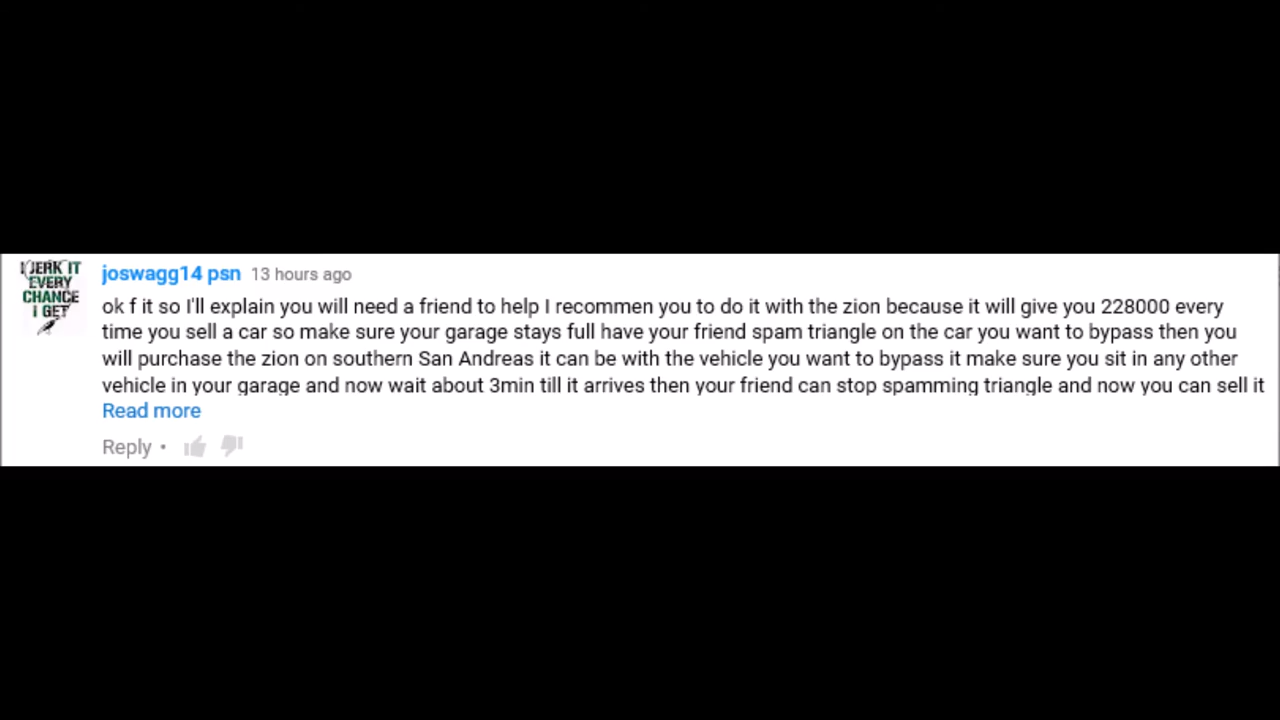 I JERK IT
EVERY
CHANCE
I GET
joswagg14 psn 13 hours ago
ok f it so I'll explain you will need a friend to help I recommen you to do it with the zion because it will give you 228000 every
time you sell a car so make sure your garage stays full have your friend spam triangle on the car you want to bypass then you
will purchase the zion on southern San Andreas it can be with the vehicle you want to bypass it make sure you sit in any other
vehicle in your garage and now wait about 3min till it arrives then your friend can stop spamming triangle and now you can sell it
Read more
Reply •